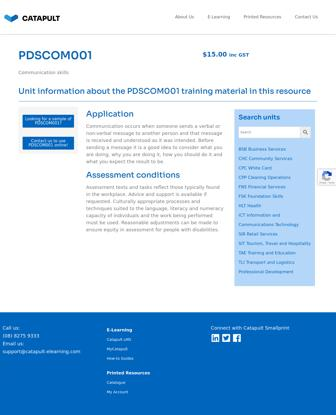 CATAPULT
About Us
E-Learning
Printed Resources
Contact Us
PDSCOM001
$15.00 inc GST
Communication skills
Unit information about the PDSCOM001 training material in this resource
Looking for a sample of
PDSCOM001?
Contact us to use
PDSCOM001 online!
Application
Communication occurs when someone sends a verbal or
non-verbal message to another person and that message
is received and understood as it was intended. Before
sending a message it is a good idea to consider what you
are doing, why you are doing it, how you should do it and
what you expect the result to be.
Assessment conditions
Assessment texts and tasks reflect those typically found
in the workplace. Advice and support is available if
requested. Culturally appropriate processes and
techniques suited to the language, literacy and numeracy
capacity of individuals and the work being performed
must be used. Reasonable adjustments can be made to
ensure equity in assessment for people with disabilities.
Search units
Search
BSB Business Services
CHC Community Services
CPC White Card
CPP Cleaning Operations
FNS Financial Services
FSK Foundation Skills
HLT Health
ICT Information and
Communications Technology
SIR Retail Services
SIT Tourism, Travel and Hospitality
TAE Training and Education
TLI Transport and Logistics
Professional Development
Call us:
(08) 8275 9333
Email us:
support@catapult-elearning.com
E-Learning
Catapult LMS
MyCatapult
How-to Guides
Printed Resources
Catalogue
My Account
Connect with Catapult Smallprint